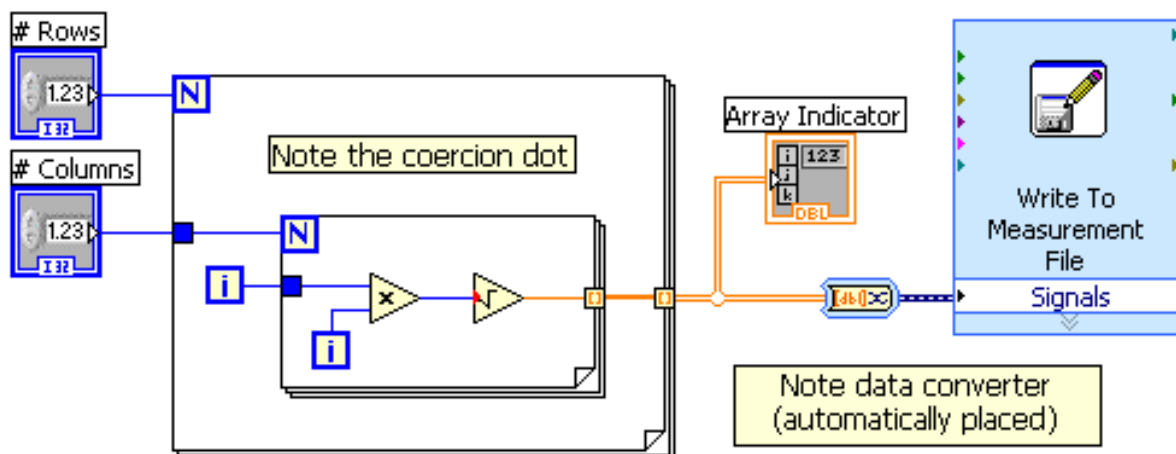 # Rows
1.23
I32
# Columns
1.23
I32
N
Note the coercion dot
N
i
×
√
i
[]
[]
Array Indicator
i
j
k
123
DBL
[dbl]
Write To
Measurement
File
Signals
Note data converter
(automatically placed)